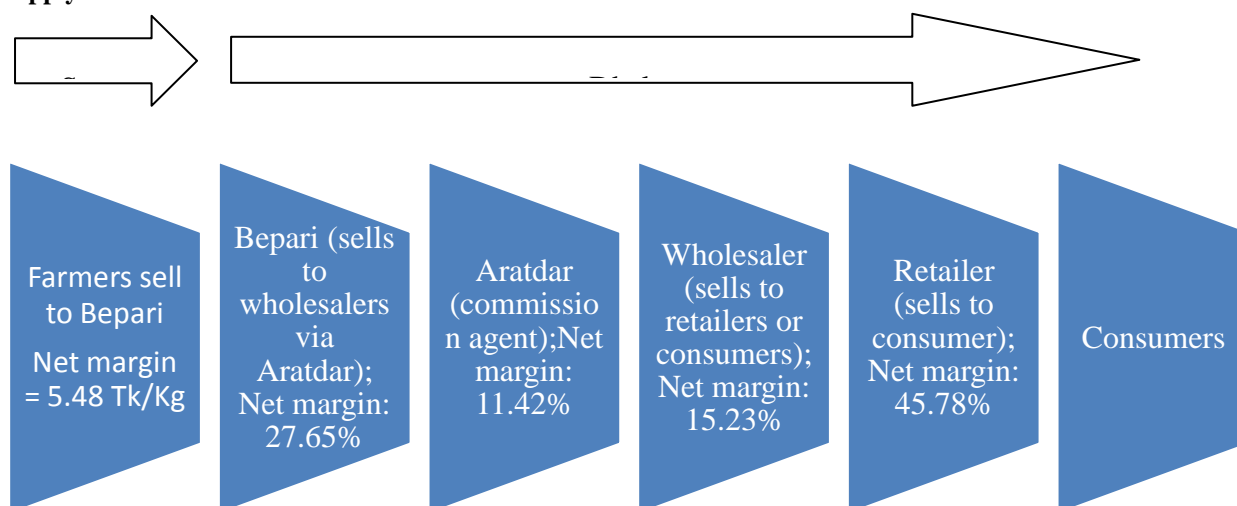 Farmers sell
to Bepari
Net margin
= 5.48 Tk/Kg
Bepari (sells
to
wholesalers
via
Aratdar);
Net margin:
27.65%
Aratdar
(commissio
n agent);Net
margin:
11.42%
Wholesaler
(sells to
retailers or
consumers);
Net margin:
15.23%
Retailer
(sells to
consumer);
Net margin:
45.78%
Consumers